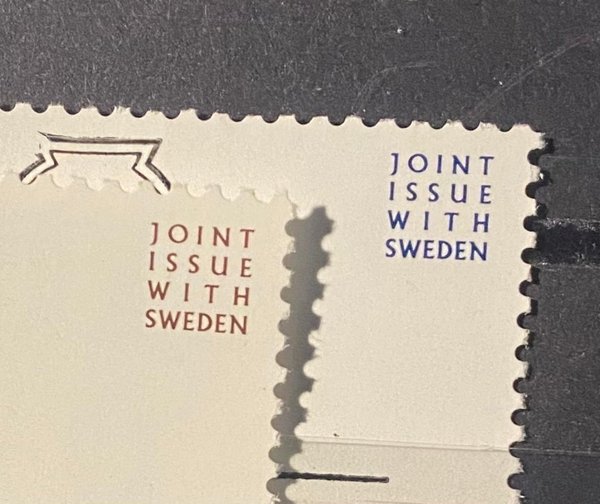 JOINT
ISSUE
WITH
SWEDEN
JOINT
ISSUE
WITH
SWEDEN